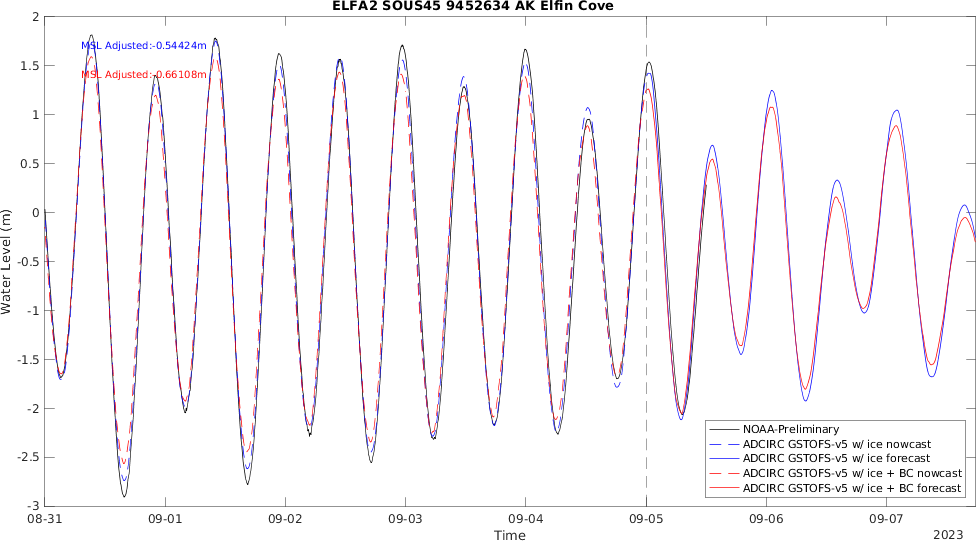 ELFA2 SOUS45 9452634 AK Elfin Cove
MSL Adjusted:-0.54424m
MSL Adjusted:-0.66108m
Water Level (m)
2
1.5
1
0.5
0
-0.5
-1
-1.5
-2
-2.5
-3
NOAA-Preliminary
ADCIRC GSTOFS-v5 w/ ice nowcast
ADCIRC GSTOFS-v5 w/ ice forecast
ADCIRC GSTOFS-v5 w/ ice + BC nowcast
ADCIRC GSTOFS-v5 w/ ice + BC forecast
08-31 09-01 09-02 09-03 09-04 09-05 09-06 09-07
Time
2023